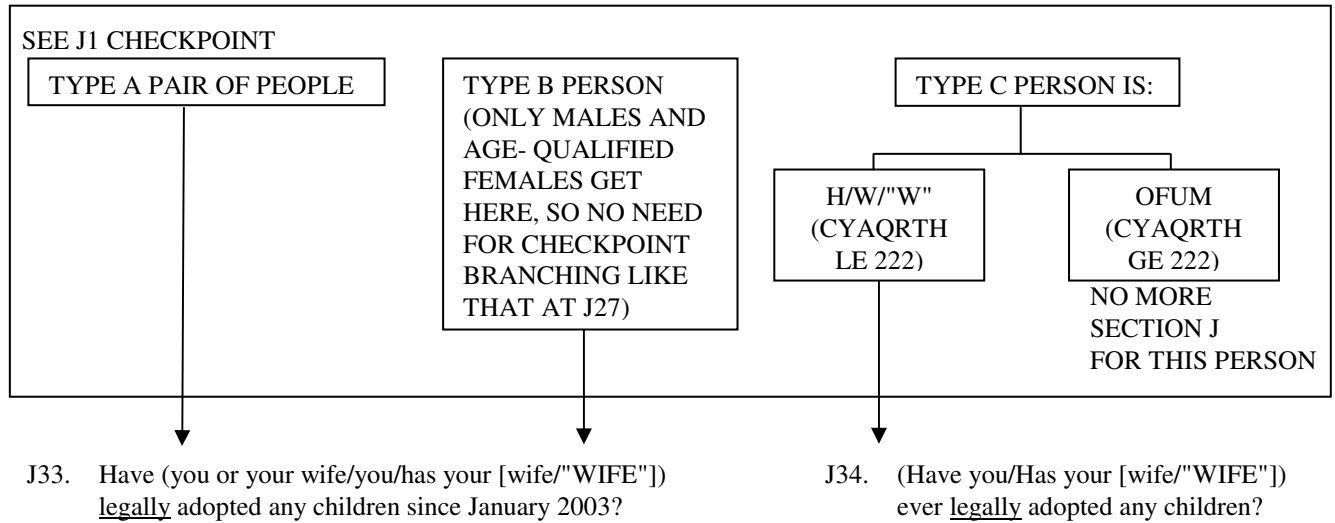 SEE J1 CHECKPOINT
TYPE A PAIR OF PEOPLE
TYPE B PERSON
(ONLY MALES AND
AGE- QUALIFIED
FEMALES GET
HERE, SO NO NEED
FOR CHECKPOINT
BRANCHING LIKE
THAT AT J27)
TYPE C PERSON IS:
H/W/"W"
(CYAQRTH
LE 222)
OFUM
(CYAQRTH
GE 222)
NO MORE
SECTION J
FOR THIS PERSON
J33. Have (you or your wife/you/has your [wife/"WIFE"])
legally adopted any children since January 2003?
J34. (Have you/Has your [wife/"WIFE"])
ever legally adopted any children?